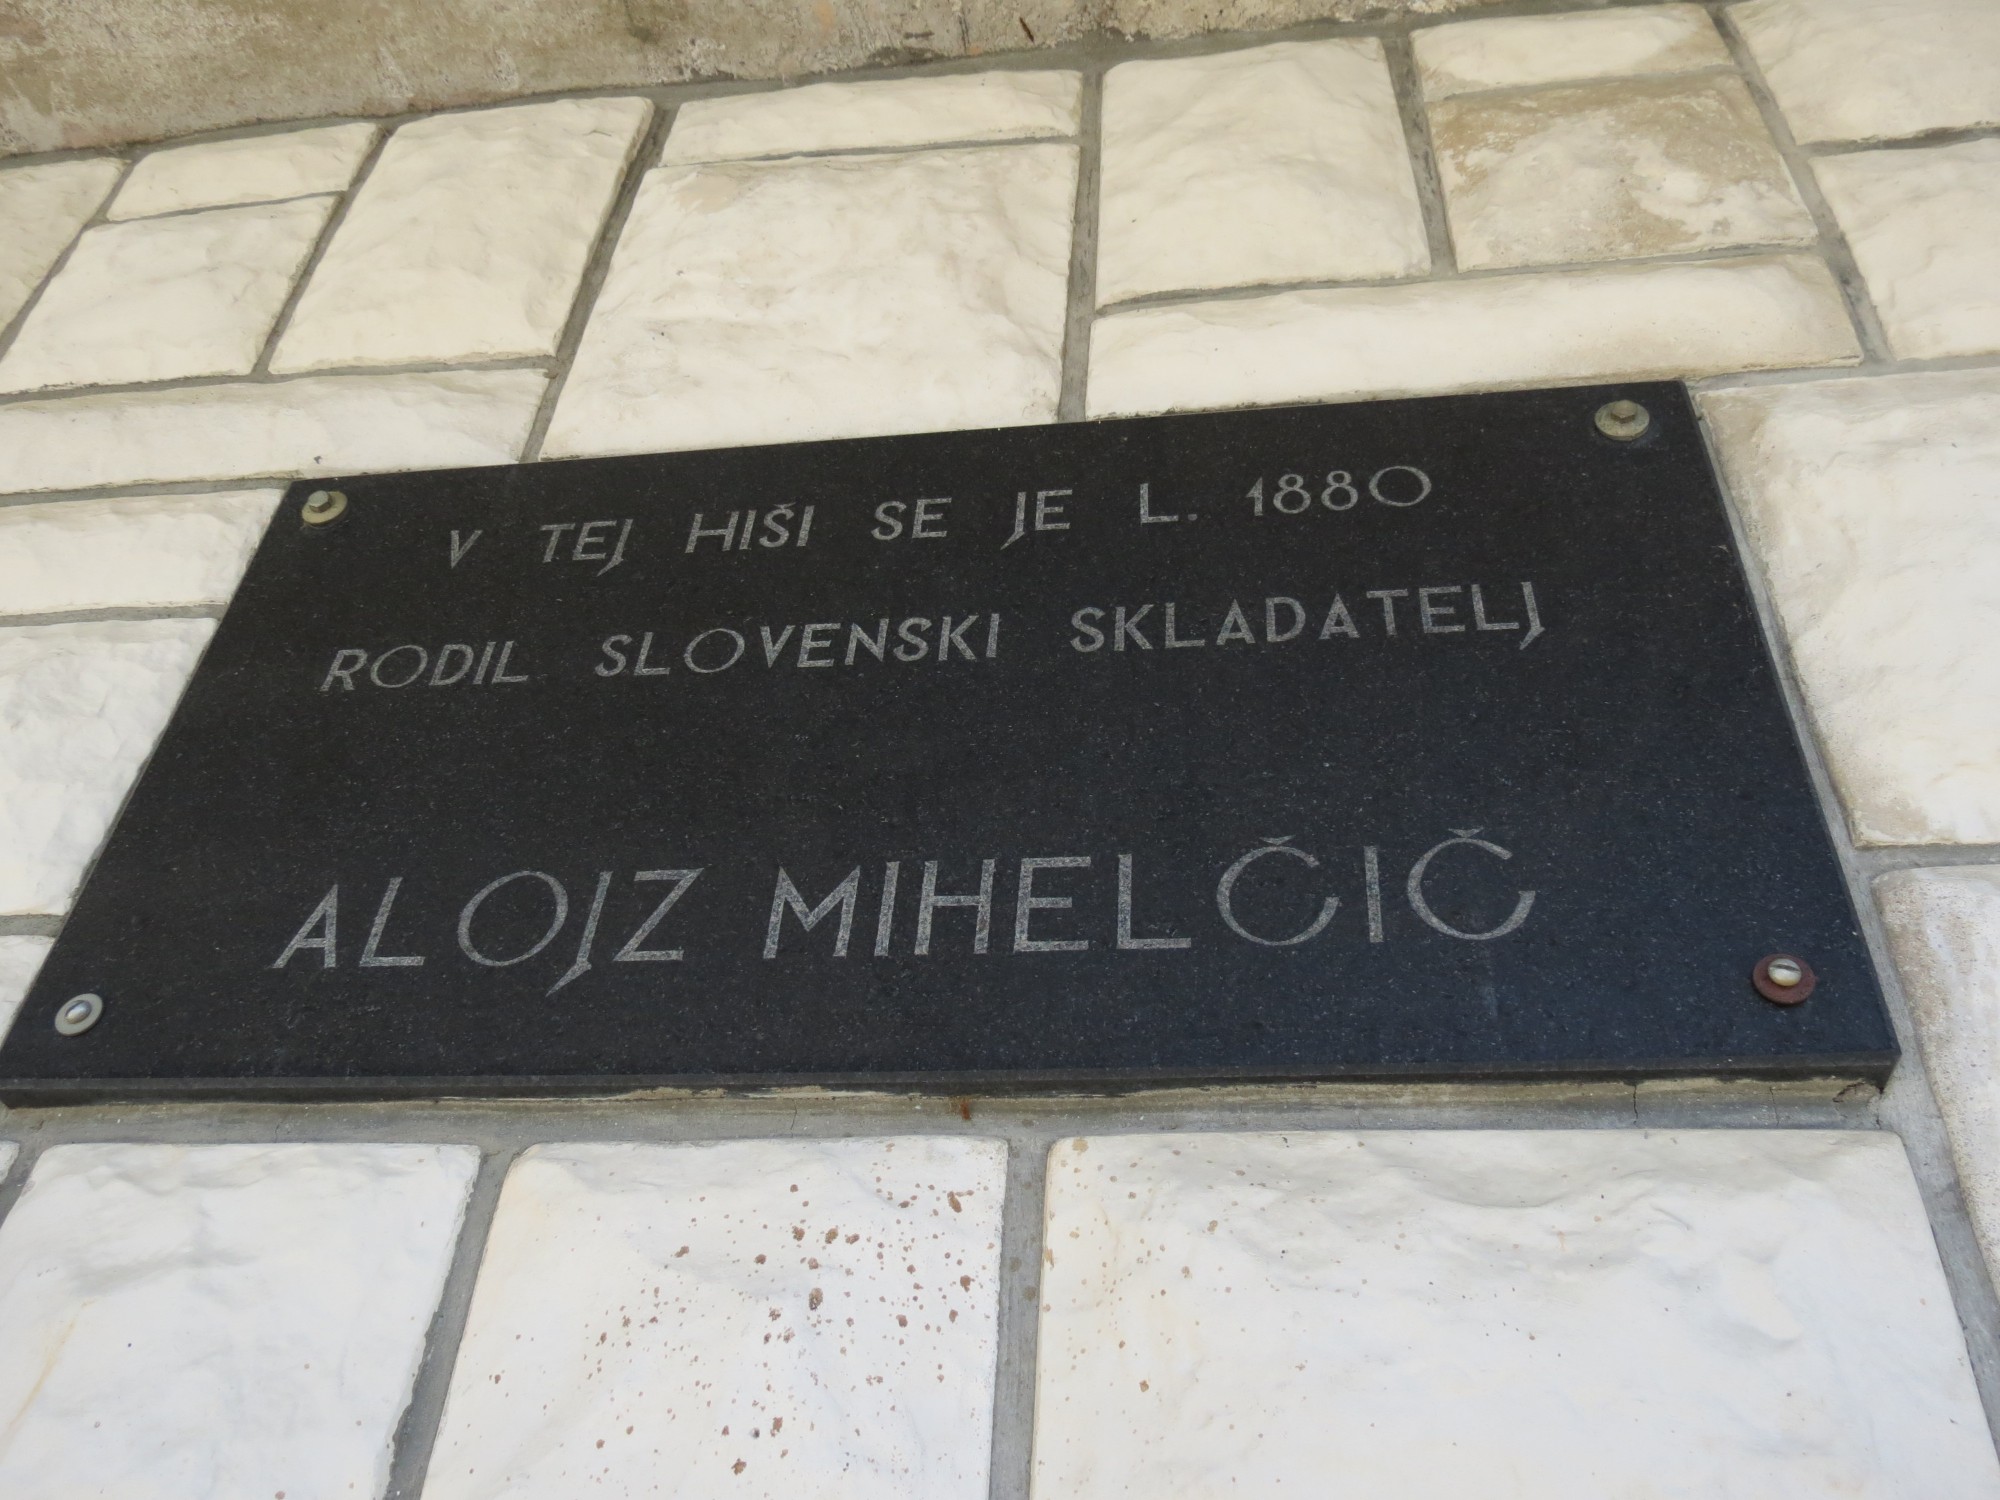 V TEJ HIŠI SE JE L. 1880
RODIL SLOVENSKI SKLADATELJ
ALOJZ MIHELČIČ